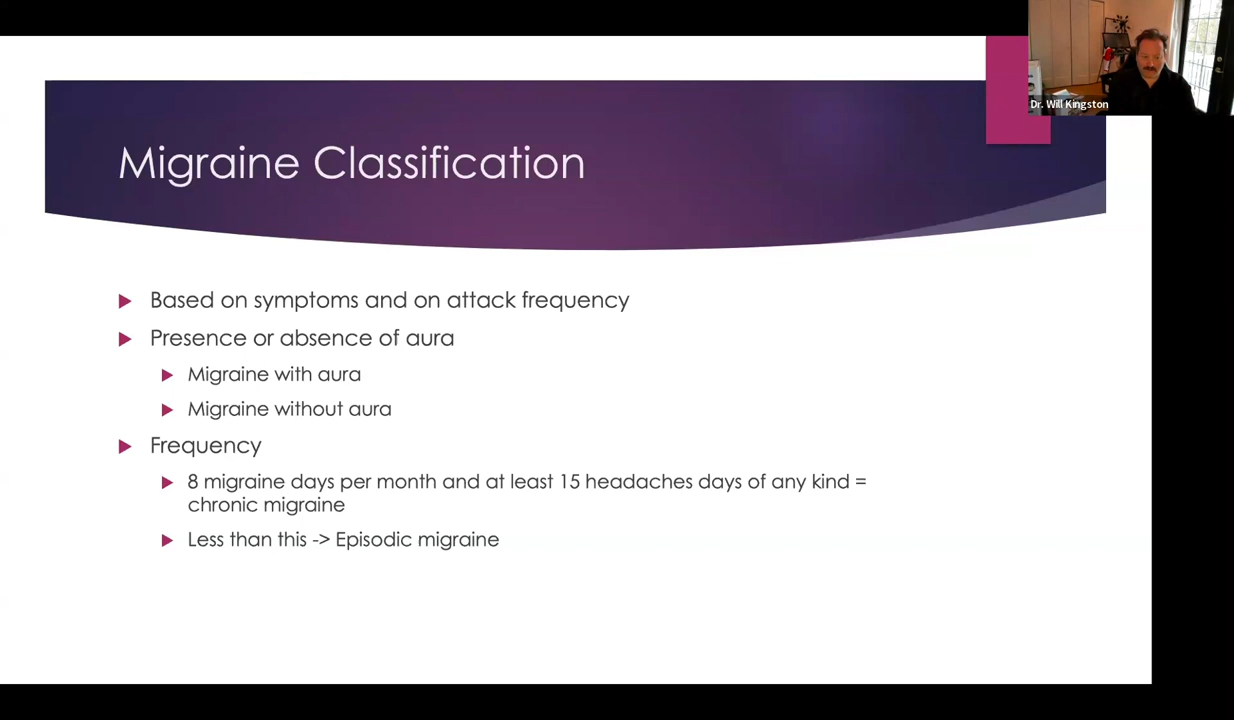 Dr. Will Kingston
Migraine Classification
Based on symptoms and on attack frequency
Presence or absence of aura
Migraine with aura
Migraine without aura
Frequency
8 migraine days per month and at least 15 headaches days of any kind =
chronic migraine
Less than this -> Episodic migraine